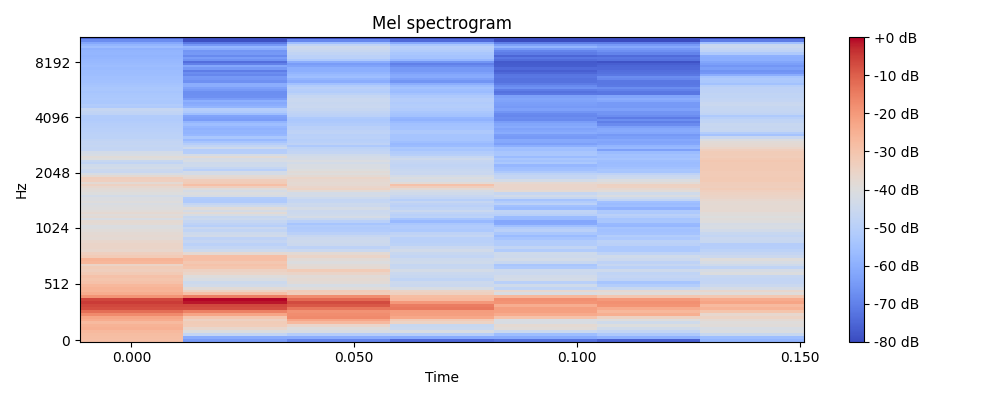 Mel spectrogram
Hz
8192
4096
2048
1024
512
0
0.000
0.050
0.100
0.150
Time
+0 dB
-10 dB
-20 dB
-30 dB
-40 dB
-50 dB
-60 dB
-70 dB
-80 dB